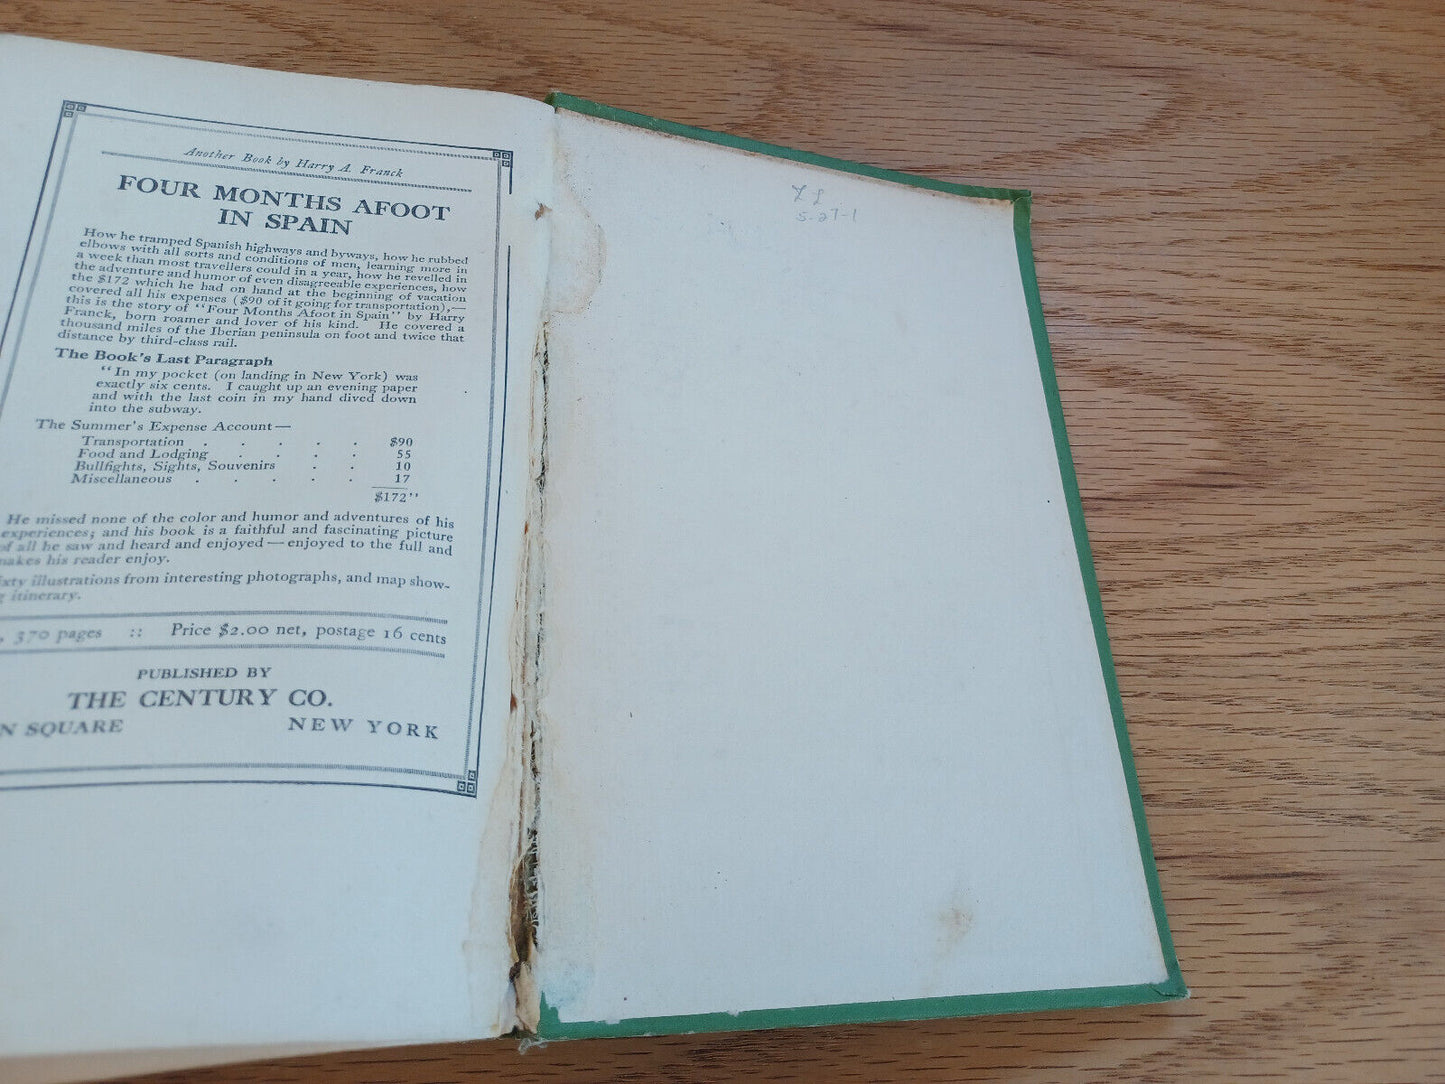 Another Book by Harry A. Franck
FOUR MONTHS AFOOT
IN SPAIN
How he tramped Spanish highways and byways, how he rubbed
elbows with all sorts and conditions of men, learning more in
a week than most travellers could in a year, how he revelled in
the adventure and humor of even disagreeable experiences, how
the $172 which he had on hand at the beginning of vacation
covered all his expenses ($90 of it going for transportation),—
this is the story of "Four Months Afoot in Spain" by Harry
Franck, born roamer and lover of his kind. He covered a
thousand miles of the Iberian peninsula on foot and twice that
distance by third-class rail.
The Book's Last Paragraph
"In my pocket (on landing in New York) was
exactly six cents. I caught up an evening paper
and with the last coin in my hand dived down
into the subway.
The Summer's Expense Account—
Transportation . . . . . $90
Food and Lodging . . . . 55
Bullfights, Sights, Souvenirs . . 10
Miscellaneous . . . . . 17
$172"
He missed none of the color and humor and adventures of his
experiences; and his book is a faithful and fascinating picture
of all he saw and heard and enjoyed—enjoyed to the full and
makes his reader enjoy.
ixty illustrations from interesting photographs, and map show-
g itinerary.
, 370 pages :: Price $2.00 net, postage 16 cents
PUBLISHED BY
THE CENTURY CO.
N SQUARE NEW YORK
5-27-1